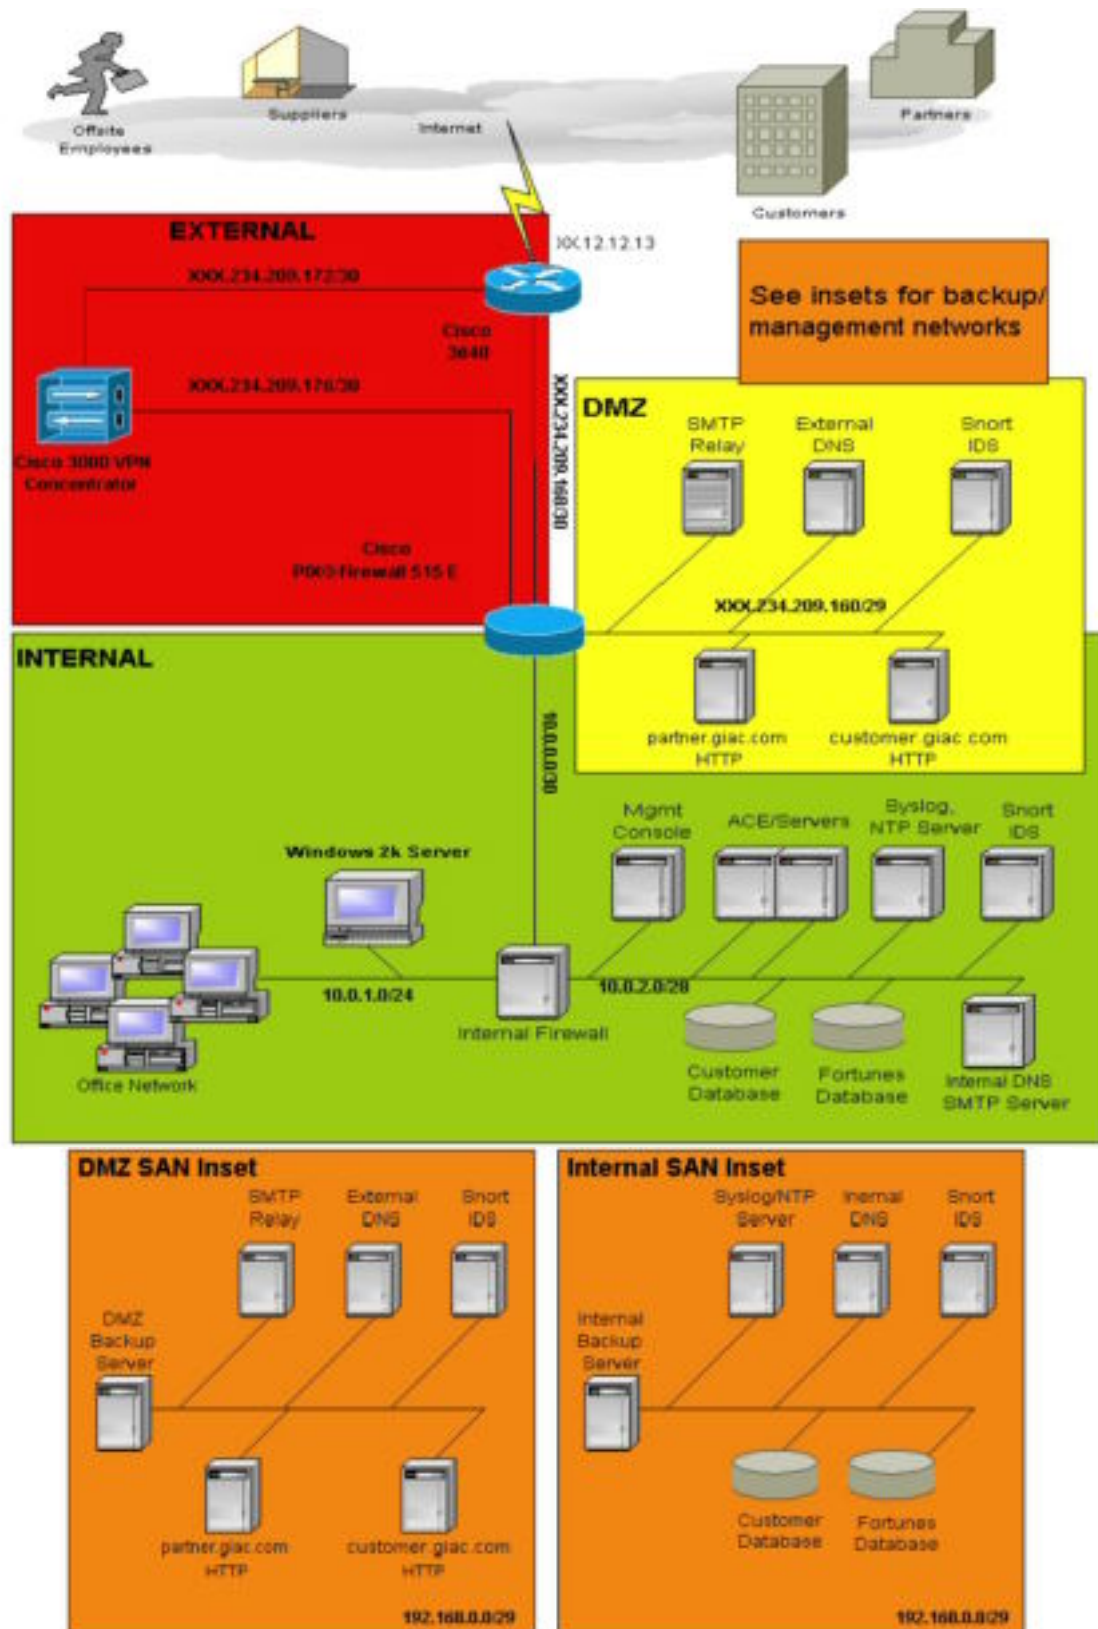 Offsite
Employees
Suppliers
Internet
Partners
Customers
EXTERNAL
XX.12.12.13
XXX.234.209.172/30
Cisco
3640
See insets for backup/
management networks
XXX.234.209.176/30
XXX.234.209.168/30
Cisco 3000 VPN
Concentrator
Cisco
PIX® Firewall 515 E
DMZ
SMTP
Relay
External
DNS
Snort
IDS
XXX.234.209.160/29
partner.giac.com
HTTP
customer.giac.com
HTTP
INTERNAL
10.0.0.0/30
Mgmt
Console
ACE/Servers
Syslog,
NTP Server
Snort
IDS
Windows 2k Server
10.0.1.0/24
10.0.2.0/28
Internal Firewall
Office Network
Customer
Database
Fortunes
Database
Internal DNS
SMTP Server
DMZ SAN Inset
SMTP
Relay
External
DNS
Snort
IDS
DMZ
Backup
Server
partner.giac.com
HTTP
customer.giac.com
HTTP
192.168.0.0/29
Internal SAN Inset
Syslog/NTP
Server
Inernal
DNS
Snort
IDS
Internal
Backup
Server
Customer
Database
Fortunes
Database
192.168.0.0/29